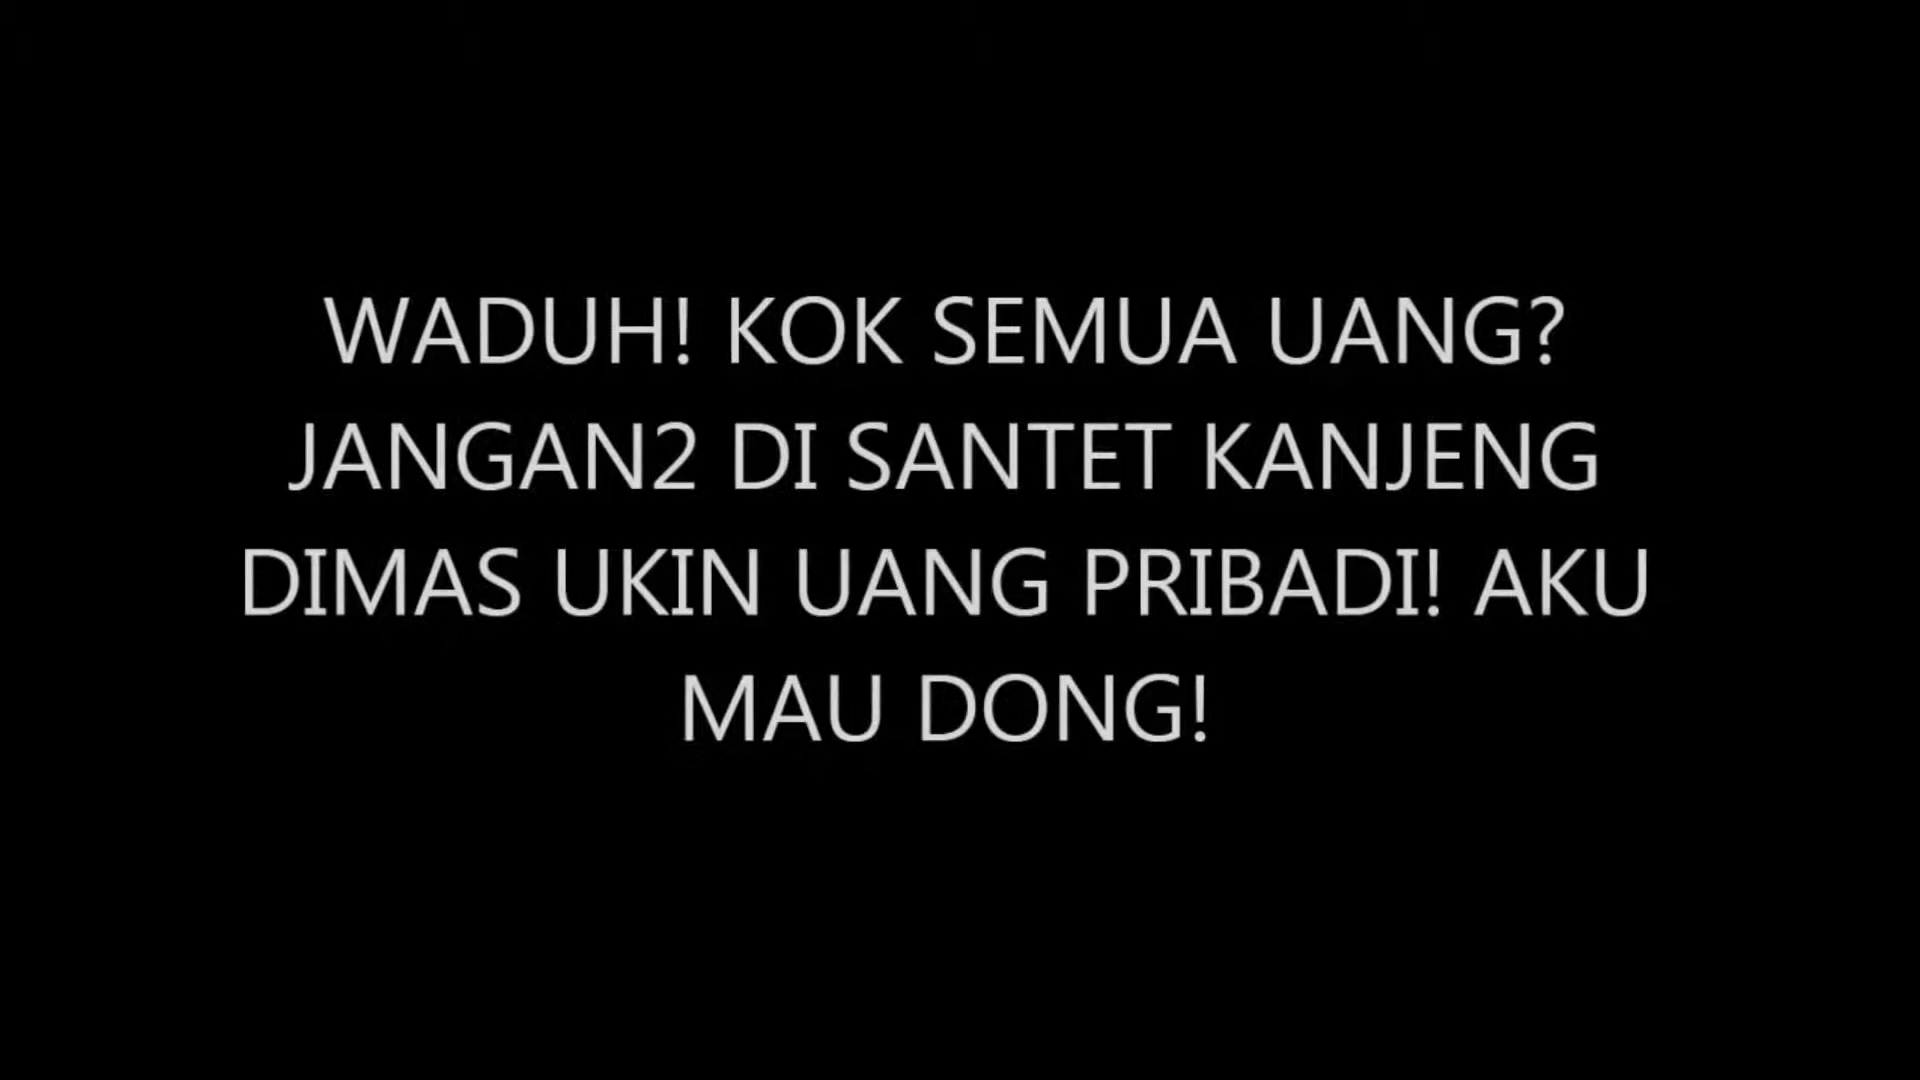 WADUH! KOK SEMUA UANG?
JANGAN2 DI SANTET KANJENG
DIMAS UKIN UANG PRIBADI! AKU
MAU DONG!